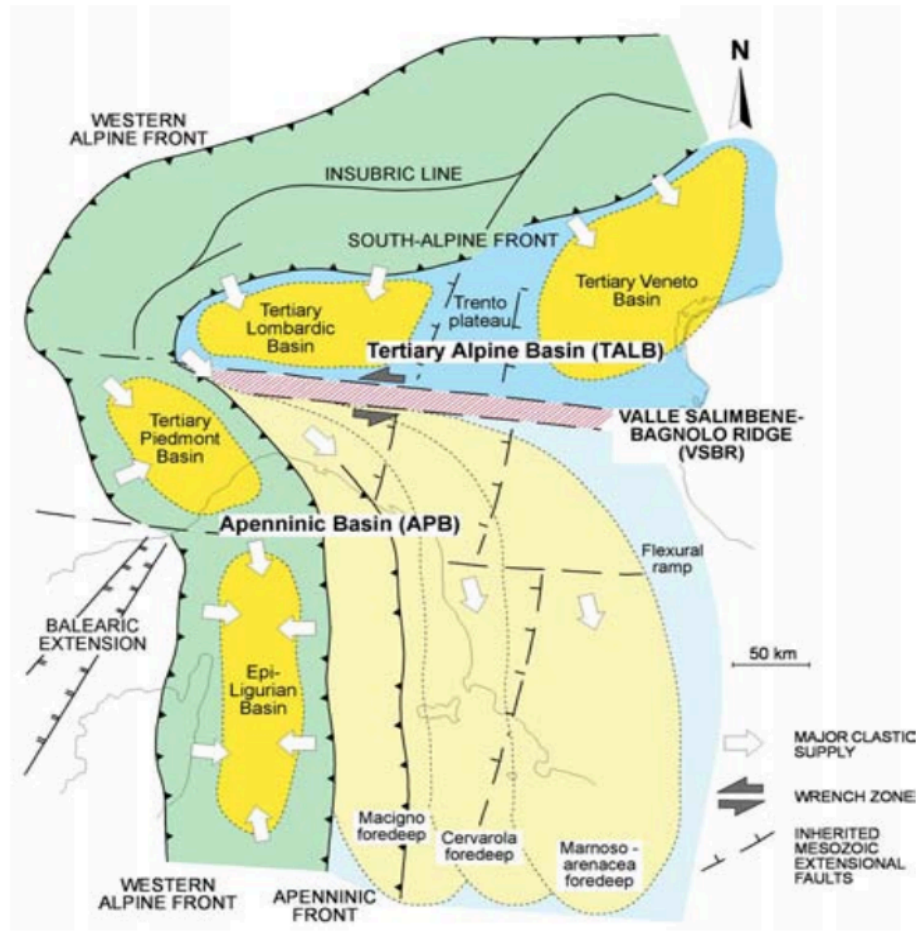 N
WESTERN
ALPINE FRONT
INSUBRIC LINE
SOUTH-ALPINE FRONT
Tertiary Veneto
Basin
Trento
plateau
Tertiary
Lombardic
Basin
Tertiary Alpine Basin (TALB)
VALLE SALIMBENE-
BAGNOLO RIDGE
(VSBR)
Tertiary
Piedmont
Basin
Apenninic Basin (APB)
Flexural
ramp
BALEARIC
EXTENSION
Epi-
Ligurian
Basin
50 km
MAJOR CLASTIC
SUPPLY
WRENCH ZONE
INHERITED
MESOZOIC
EXTENSIONAL
FAULTS
Macigno
foredeep
Cervarola
foredeep
Marnoso -
arenacea
foredeep
WESTERN
ALPINE FRONT
APENNINIC
FRONT